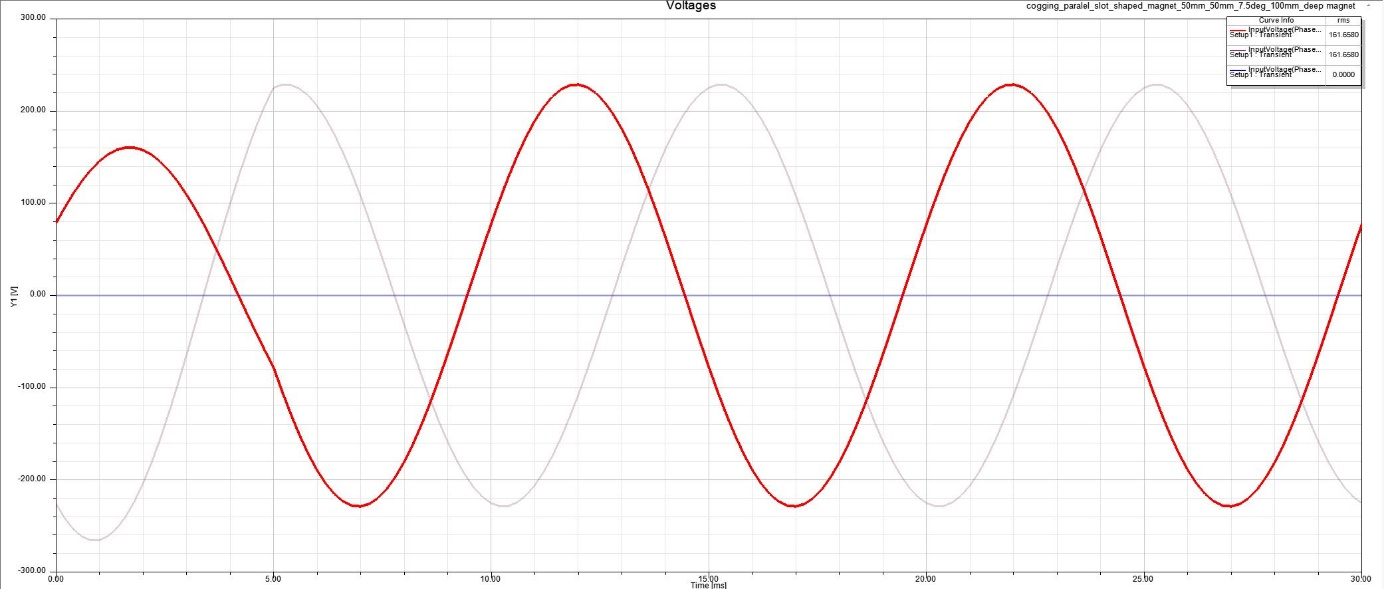 Voltages
cogging_paralel_slot_shaped_magnet_50mm_50mm_7.5deg_100mm_deep magnet
Curve Info rms
InputVoltage(Phase...
Setup1 : Transient 161.6580
InputVoltage(Phase...
Setup1 : Transient 161.6580
InputVoltage(Phase...
Setup1 : Transient 0.0000
300.00
200.00
100.00
0.00
-100.00
-200.00
-300.00
Y1 [V]
0.00 5.00 10.00 15.00 20.00 25.00 30.00
Time [ms]